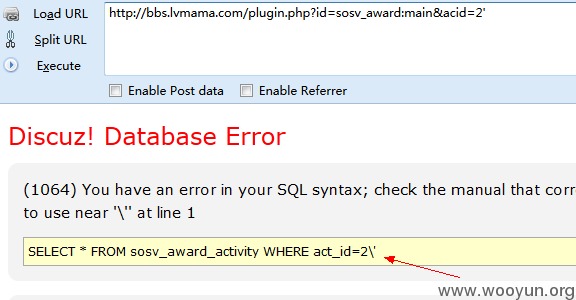 Load URL
http://bbs.lvmama.com/plugin.php?id=sosv_award:main&acid=2'
Split URL
Execute
Enable Post data
Enable Referrer
Discuz! Database Error
(1064) You have an error in your SQL syntax; check the manual that corr
to use near '\'' at line 1
SELECT * FROM sosv_award_activity WHERE act_id=2\'
www.wooyun.org